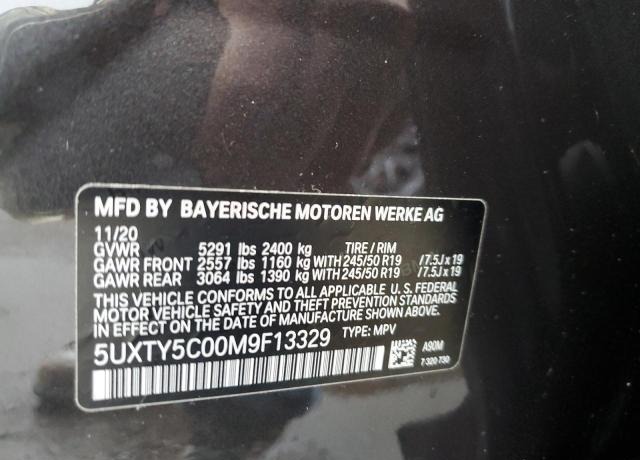 MFD BY BAYERISCHE MOTOREN WERKE AG
11/20
GVWR 5291 lbs 2400 kg TIRE / RIM
GAWR FRONT 2557 lbs 1160 kg WITH 245/50 R19 /7.5J x 19
GAWR REAR 3064 lbs 1390 kg WITH 245/50 R19 /7.5J x 19
THIS VEHICLE CONFORMS TO ALL APPLICABLE U.S. FEDERAL
MOTOR VEHICLE SAFETY AND THEFT PREVENTION STANDARDS
IN EFFECT ON THE DATE OF MANUFACTURE SHOWN ABOVE.
5UXTY5C00M9F13329 TYPE: MPV
A90M
7 320 730